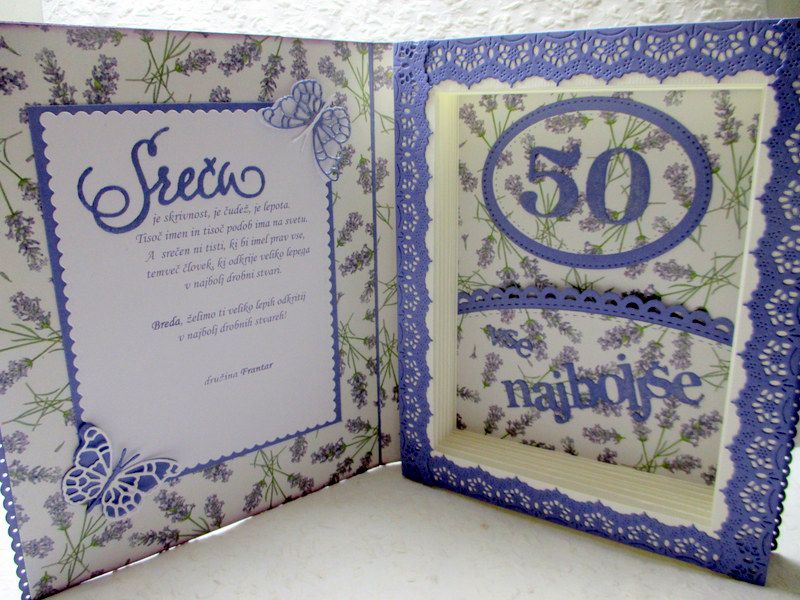 Sreča
je skrivnost, je čudež, je lepota.
Tisoč imen in tisoč podob ima na svetu.
A srečen ni tisti, ki bi imel prav vse,
temveč človek, ki odkrije veliko lepega
v najbolj drobni stvari.
Breda, želimo ti veliko lepih odkritij
v najbolj drobnih stvareh!
družina Frantar
50
vse
najboljše